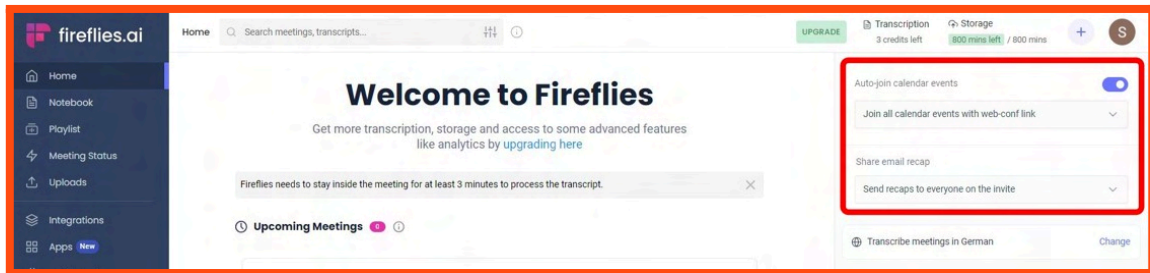 fireflies.ai
Home
Notebook
Playlist
Meeting Status
Uploads
Integrations
Apps New
Home
Search meetings, transcripts...
UPGRADE
Transcription
3 credits left
Storage
800 mins left / 800 mins
+
S
Welcome to Fireflies
Get more transcription, storage and access to some advanced features
like analytics by upgrading here
Fireflies needs to stay inside the meeting for at least 3 minutes to process the transcript.
Upcoming Meetings 0
Auto-join calendar events
Join all calendar events with web-conf link
Share email recap
Send recaps to everyone on the invite
Transcribe meetings in German
Change